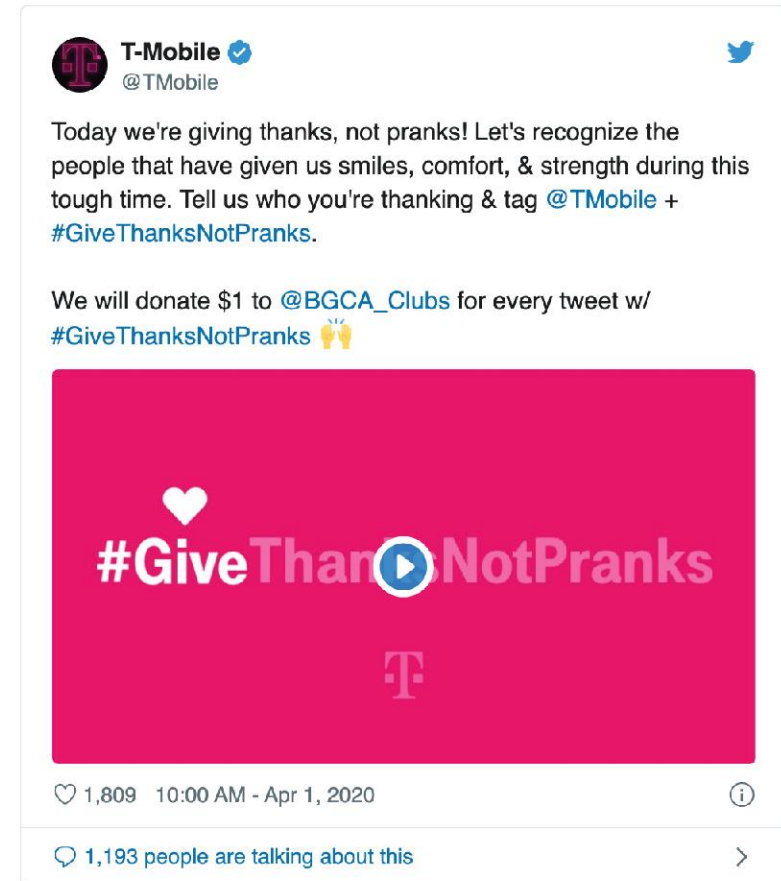 T-Mobile
@TMobile
Today we're giving thanks, not pranks! Let's recognize the
people that have given us smiles, comfort, & strength during this
tough time. Tell us who you're thanking & tag @TMobile +
#GiveThanksNotPranks.
We will donate $1 to @BGCA_Clubs for every tweet w/
#GiveThanksNotPranks 🙌
#GiveThanksNotPranks
T
1,809 10:00 AM - Apr 1, 2020
1,193 people are talking about this